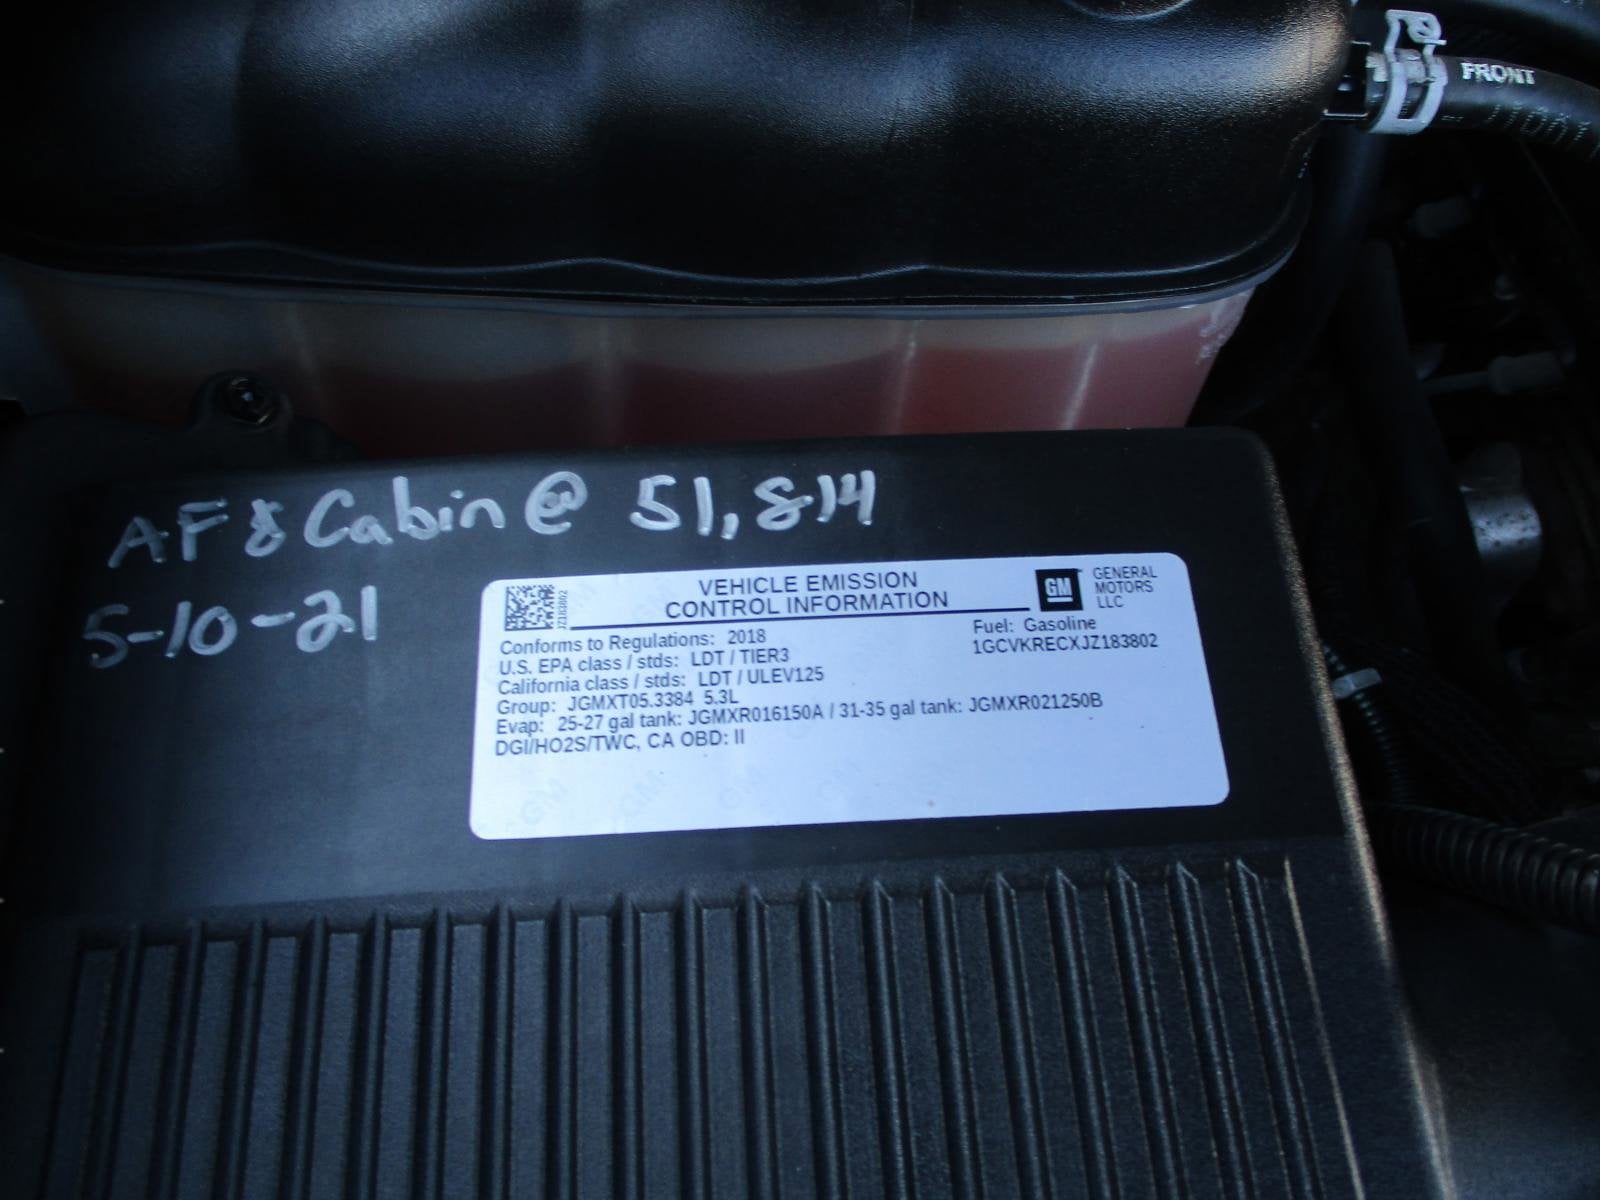 FRONT
AF & Cabin @ 51,814
5-10-21
JZ183802
VEHICLE EMISSION
CONTROL INFORMATION
GM
GENERAL
MOTORS
LLC
Conforms to Regulations: 2018
Fuel: Gasoline
U.S. EPA class / stds: LDT / TIER3
1GCVKRECXJZ183802
California class / stds: LDT / ULEV125
Group: JGMXT05.3384 5.3L
Evap: 25-27 gal tank: JGMXR016150A / 31-35 gal tank: JGMXR021250B
DGI/HO2S/TWC, CA OBD: II